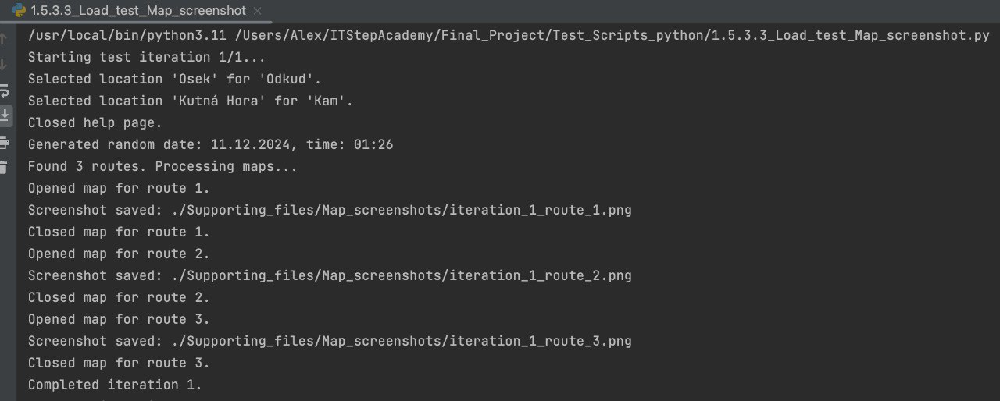 1.5.3.3_Load_test_Map_screenshot
/usr/local/bin/python3.11 /Users/Alex/ITStepAcademy/Final_Project/Test_Scripts_python/1.5.3.3_Load_test_Map_screenshot.py
Starting test iteration 1/1...
Selected location 'Osek' for 'Odkud'.
Selected location 'Kutná Hora' for 'Kam'.
Closed help page.
Generated random date: 11.12.2024, time: 01:26
Found 3 routes. Processing maps...
Opened map for route 1.
Screenshot saved: ./Supporting_files/Map_screenshots/iteration_1_route_1.png
Closed map for route 1.
Opened map for route 2.
Screenshot saved: ./Supporting_files/Map_screenshots/iteration_1_route_2.png
Closed map for route 2.
Opened map for route 3.
Screenshot saved: ./Supporting_files/Map_screenshots/iteration_1_route_3.png
Closed map for route 3.
Completed iteration 1.